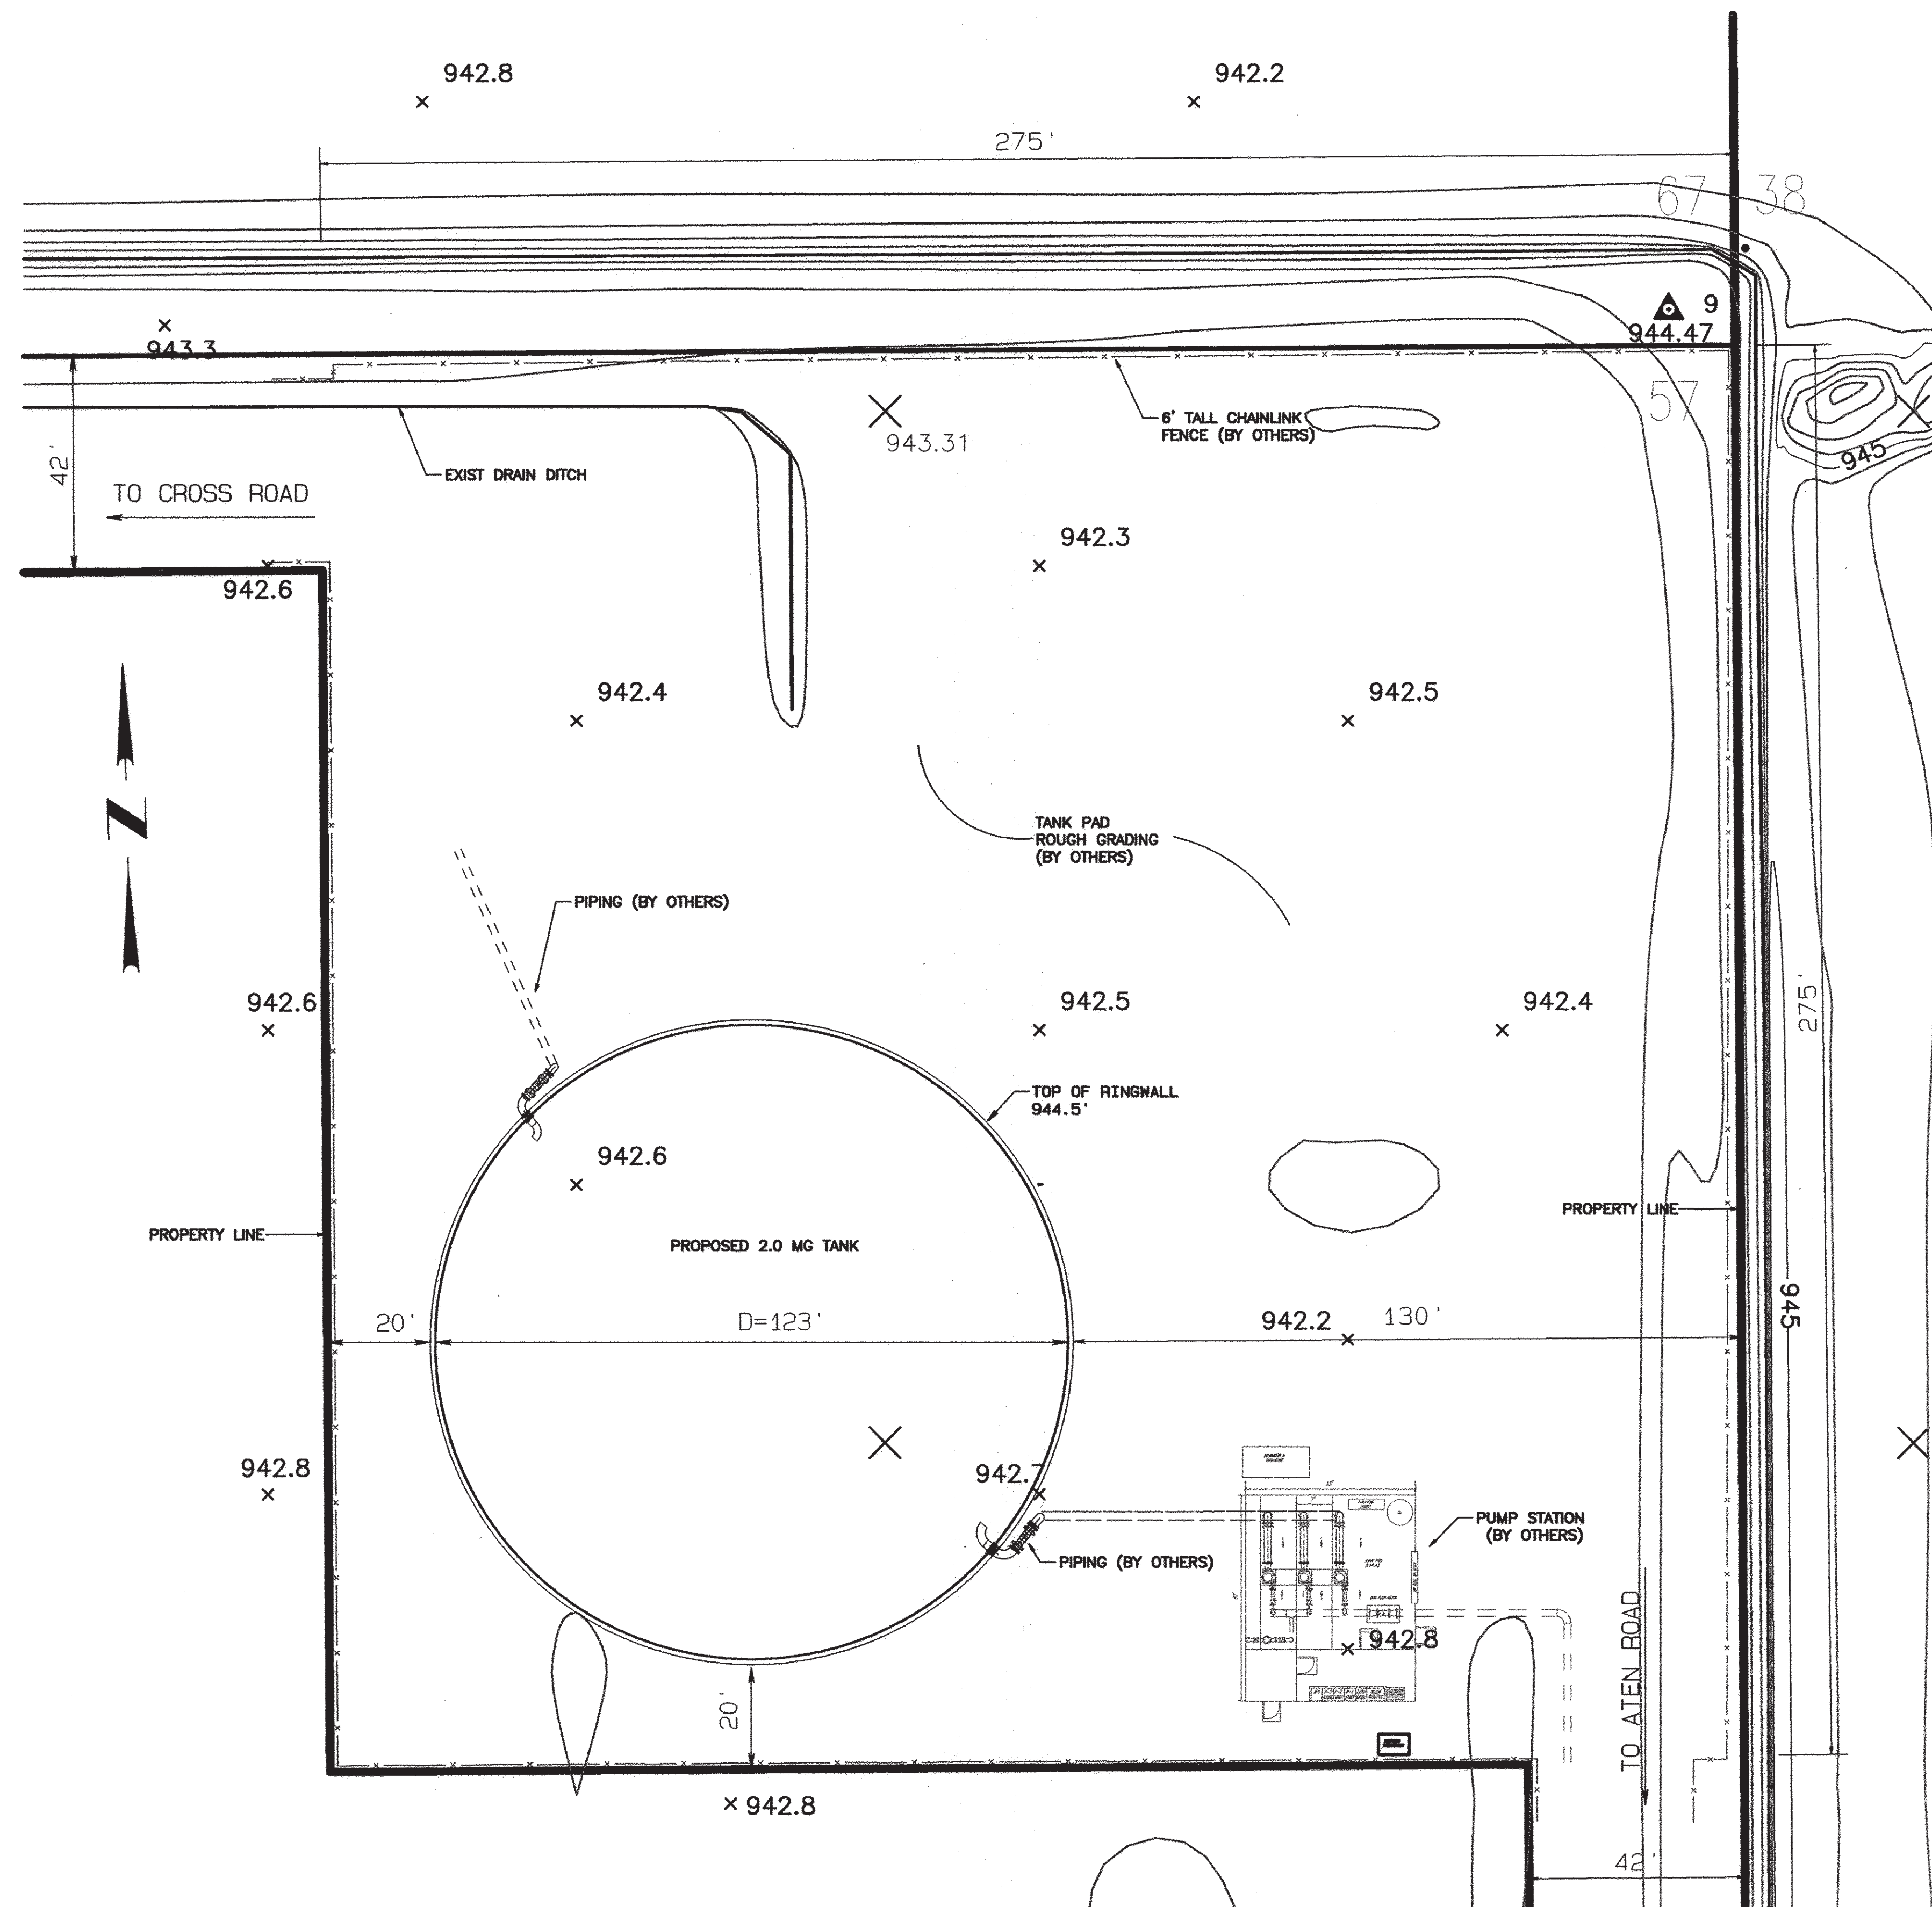 942.8
942.2
275'
67
38
9
944.47
943.3
57
943.31
6' TALL CHAINLINK
FENCE (BY OTHERS)
945
42'
EXIST DRAIN DITCH
TO CROSS ROAD
942.3
942.6
942.4
942.5
N
TANK PAD
ROUGH GRADING
(BY OTHERS)
PIPING (BY OTHERS)
942.6
942.5
942.4
275'
TOP OF RINGWALL
944.5'
942.6
PROPERTY LINE
PROPERTY LINE
PROPOSED 2.0 MG TANK
945
20'
D=123'
942.2
130'
942.8
942.
PUMP STATION
(BY OTHERS)
PIPING (BY OTHERS)
942.8
TO ATEN ROAD
20'
942.8
42'